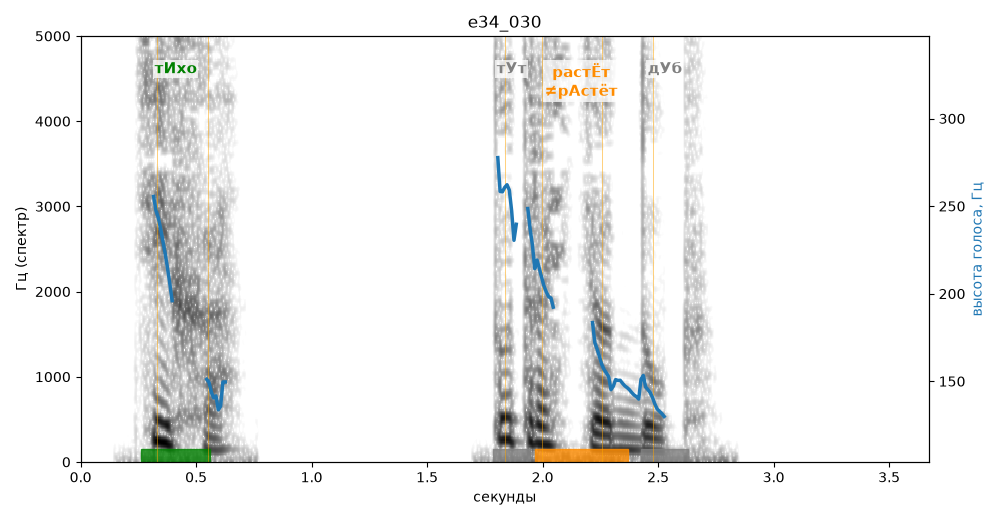 e34_030
5000
4000
3000
2000
1000
0
Гц (спектр)
тИхо
тУт
растЁт
≠рАстёт
дУб
300
250
200
150
высота голоса, Гц
0.0 0.5 1.0 1.5 2.0 2.5 3.0 3.5
секунды